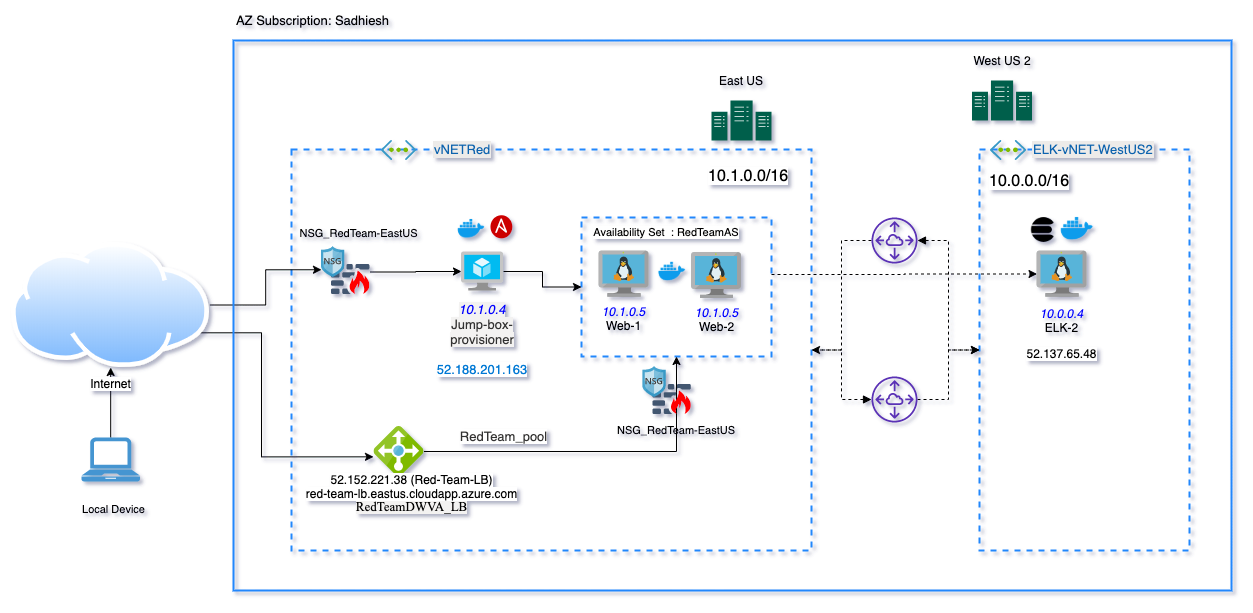 AZ Subscription: Sadhiesh
West US 2
East US
vNETRed
ELK-vNET-WestUS2
10.1.0.0/16
10.0.0.0/16
NSG_RedTeam-EastUS
NSG
Availability Set : RedTeamAS
10.1.0.4
Jump-box-
provisioner
52.188.201.163
10.1.0.5
Web-1
10.1.0.5
Web-2
10.0.0.4
ELK-2
52.137.65.48
Internet
Local Device
NSG
NSG_RedTeam-EastUS
RedTeam_pool
52.152.221.38 (Red-Team-LB)
red-team-lb.eastus.cloudapp.azure.com
RedTeamDWVA_LB